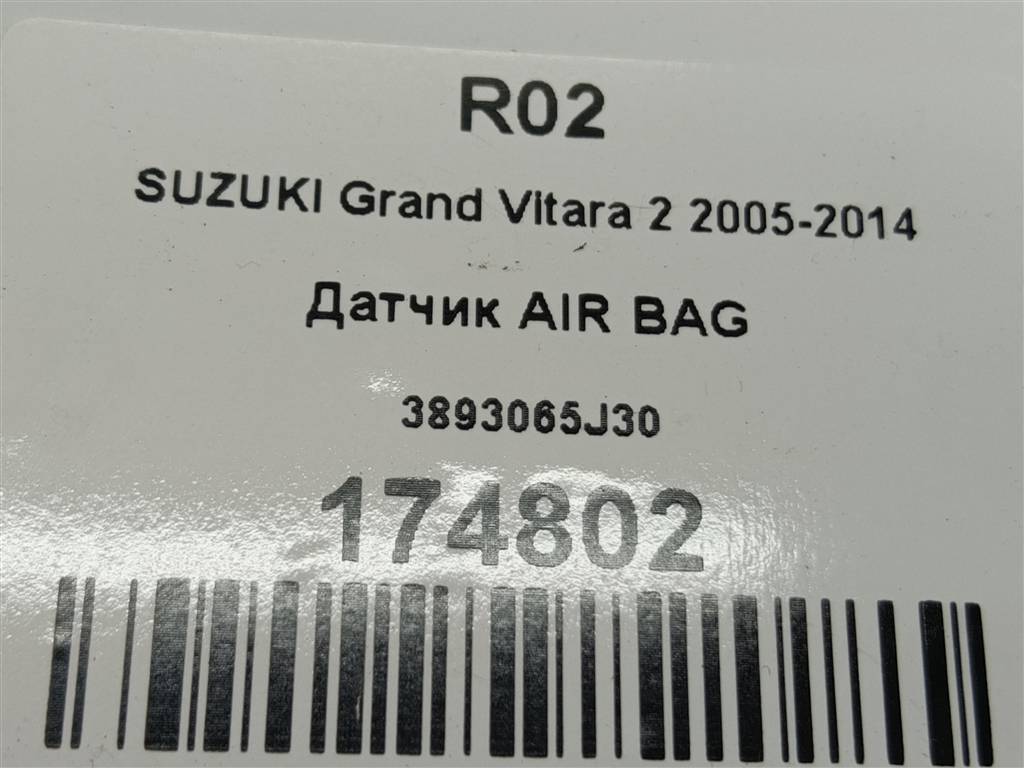 R02
SUZUKI Grand Vitara 2 2005-2014
Датчик AIR BAG
3893065J30
174802